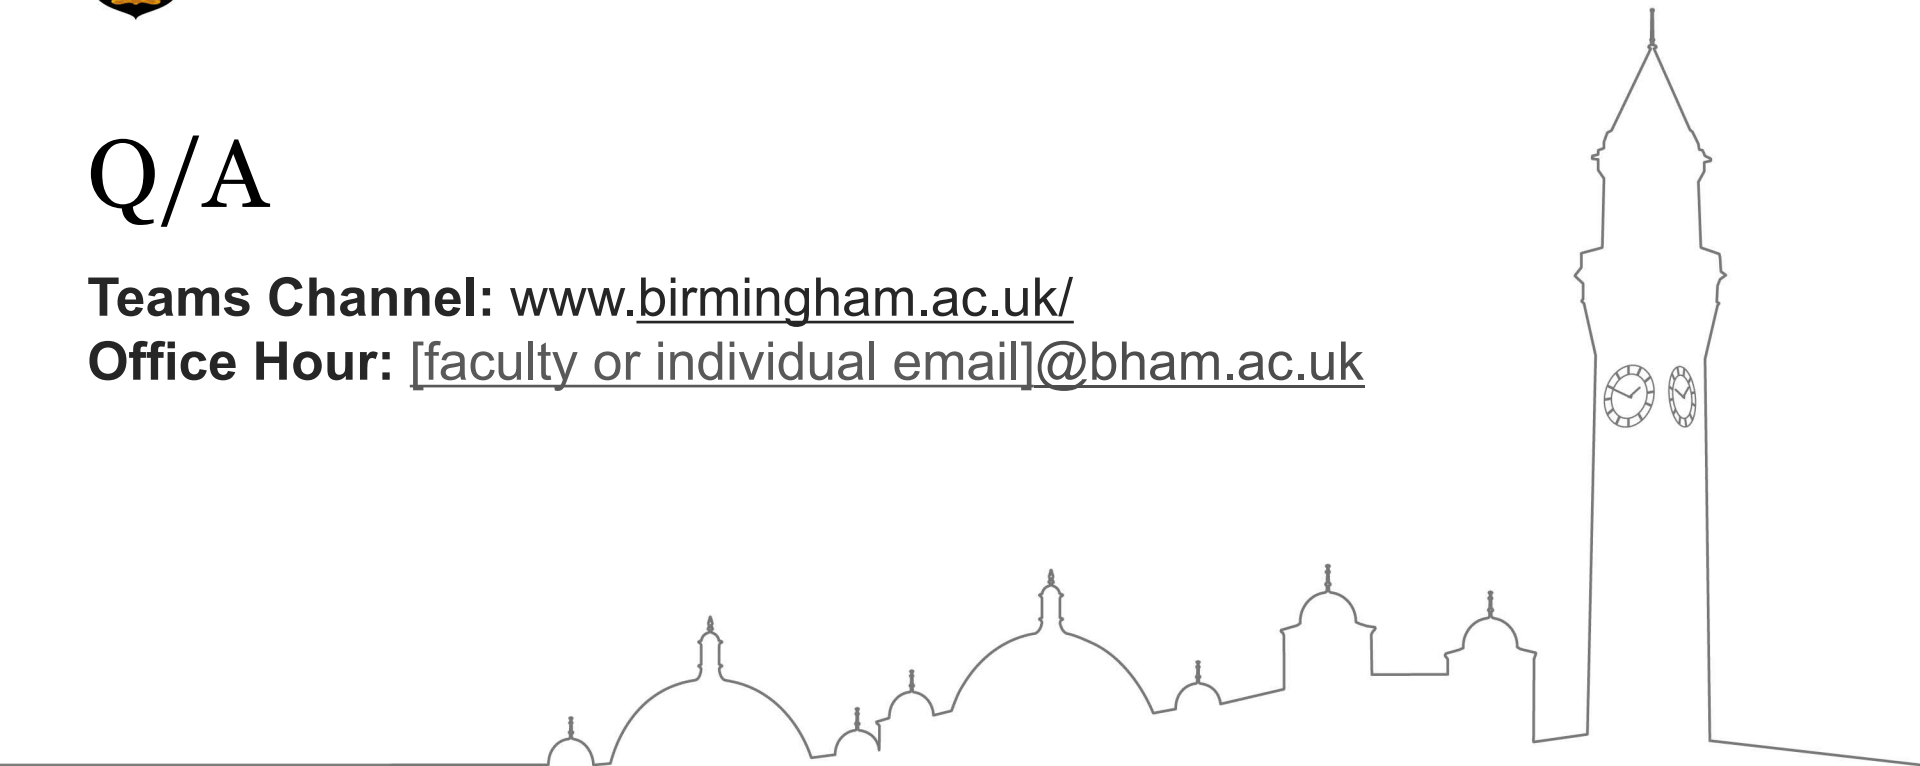 Q/A
Teams Channel: www.birmingham.ac.uk/
Office Hour: [faculty or individual email]@bham.ac.uk